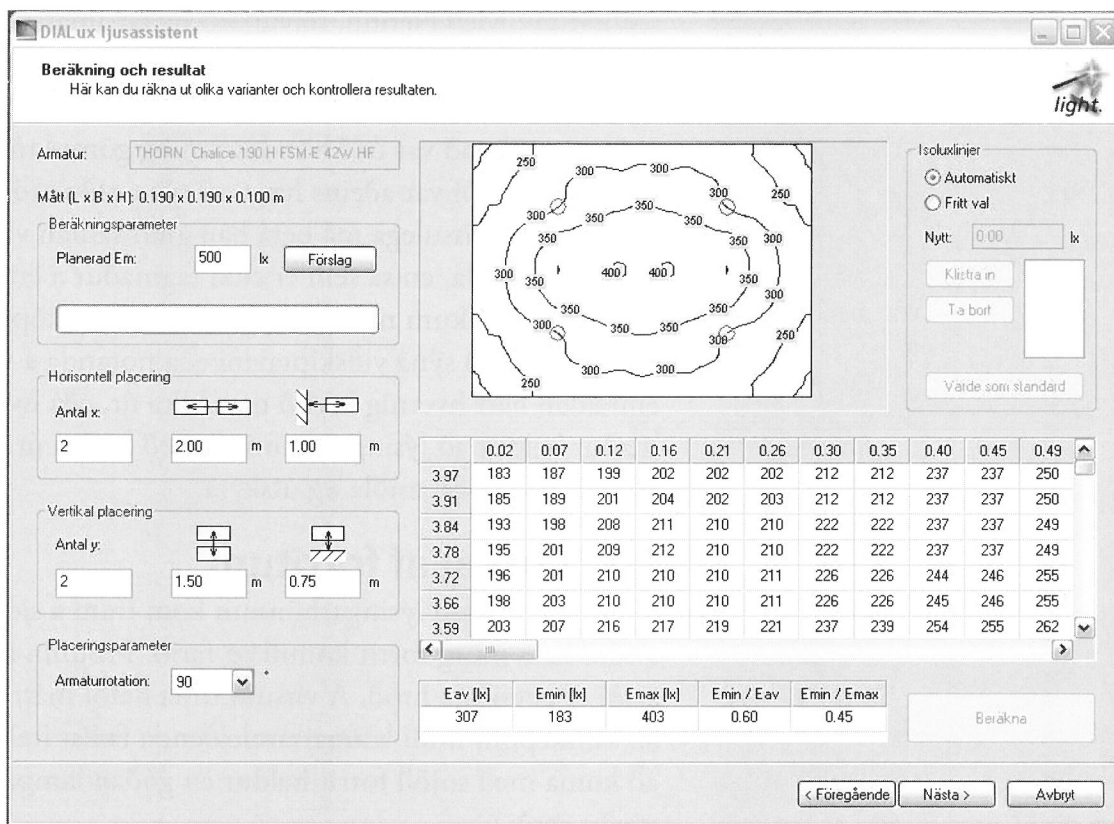 DIALux ljusassistent
Beräkning och resultat
Här kan du räkna ut olika varianter och kontrollera resultaten.
light.
Armatur: THORN Chalice 190 H FSM-E 42W HF
Mått (L x B x H): 0.190 x 0.190 x 0.100 m
Beräkningsparameter
Planerad Em: 500 lx Förslag
Horisontell placering
Antal x:
2 2.00 m 1.00 m
Vertikal placering
Antal y:
2 1.50 m 0.75 m
Placeringsparameter
Armaturrotation: 90 °
250 300 300 300 250
300 300
300 350 350 350 300
350 350
300 400 400 300
350 350
300 350 350 350 300
300 300
250 300 300 300 250
Isoluxlinjer
Automatiskt
Fritt val
Nytt: 0.00 lx
Klistra in
Ta bort
Värde som standard
0.02 0.07 0.12 0.16 0.21 0.26 0.30 0.35 0.40 0.45 0.49
3.97 183 187 199 202 202 202 212 212 237 237 250
3.91 185 189 201 204 202 203 212 212 237 237 250
3.84 193 198 208 211 210 210 222 222 237 237 249
3.78 195 201 209 212 210 210 222 222 237 237 249
3.72 196 201 210 210 210 211 226 226 244 246 255
3.66 198 203 210 210 210 211 226 226 245 246 255
3.59 203 207 216 217 219 221 237 239 254 255 262
Eav [lx] Emin [lx] Emax [lx] Emin / Eav Emin / Emax
307 183 403 0.60 0.45
Beräkna
< Föregående Nästa > Avbryt